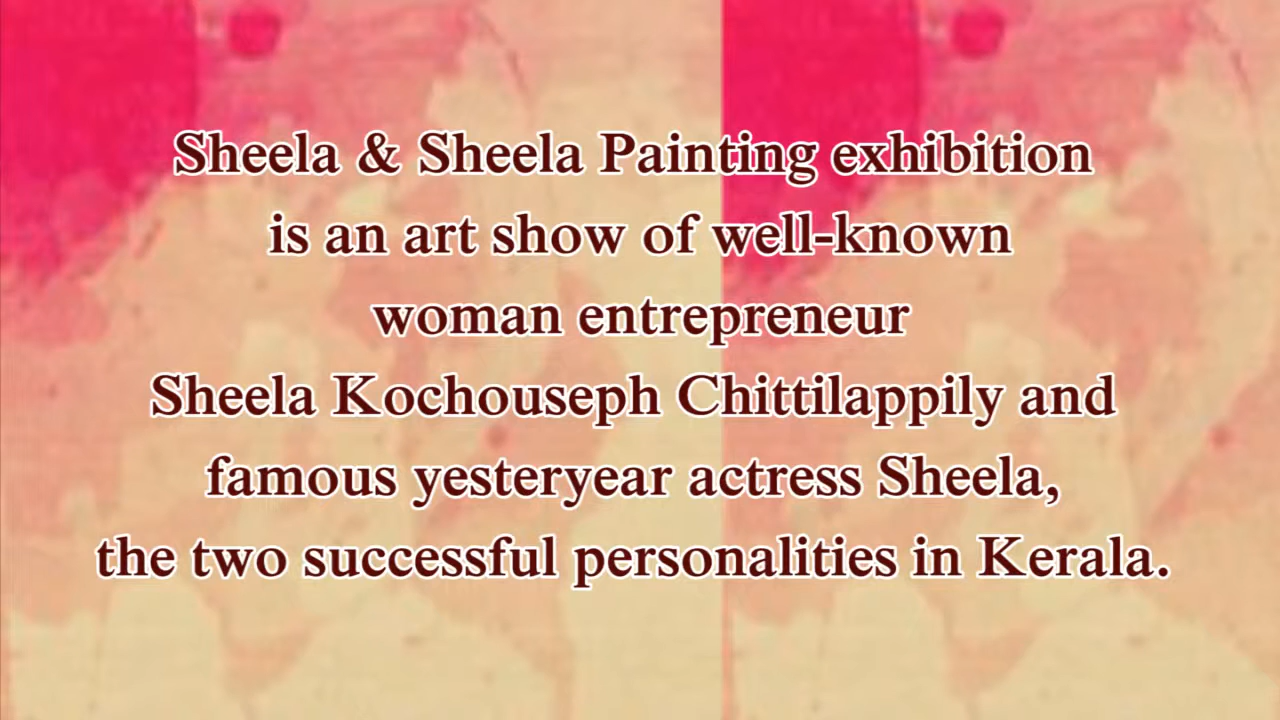 Sheela & Sheela Painting exhibition
is an art show of well-known
woman entrepreneur
Sheela Kochouseph Chittilappily and
famous yesteryear actress Sheela,
the two successful personalities in Kerala.